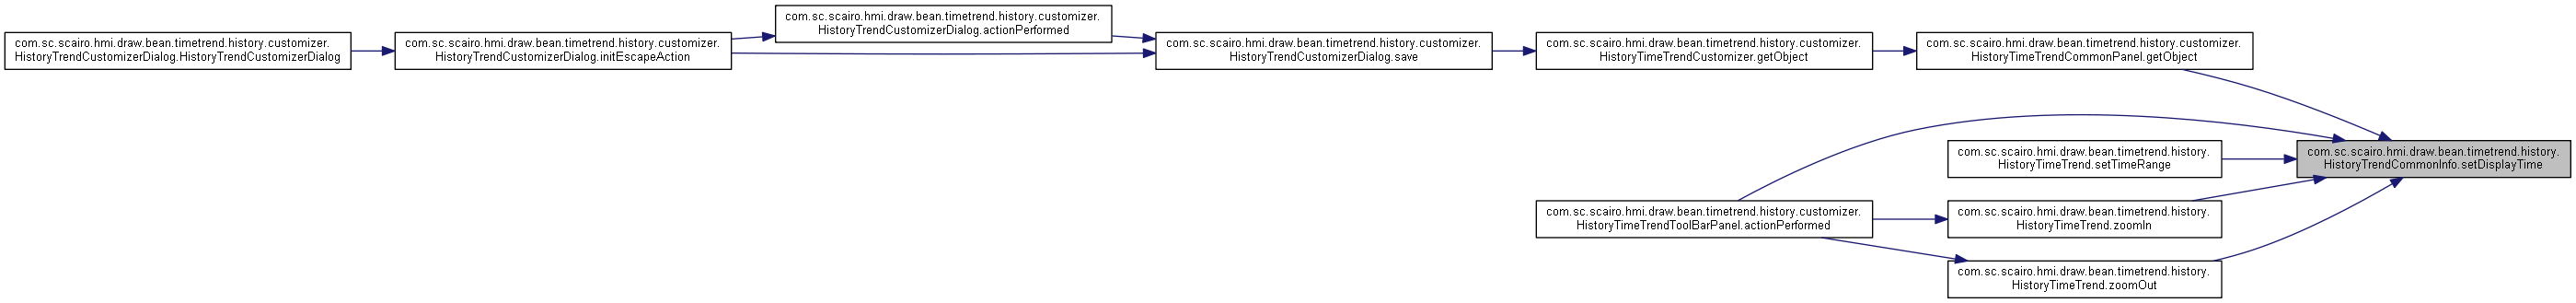 com.sc.scairo.hmi.draw.bean.timetrend.history.customizer.
HistoryTrendCustomizerDialog.HistoryTrendCustomizerDialog
com.sc.scairo.hmi.draw.bean.timetrend.history.customizer.
HistoryTrendCustomizerDialog.initEscapeAction
com.sc.scairo.hmi.draw.bean.timetrend.history.customizer.
HistoryTrendCustomizerDialog.actionPerformed
com.sc.scairo.hmi.draw.bean.timetrend.history.customizer.
HistoryTrendCustomizerDialog.save
com.sc.scairo.hmi.draw.bean.timetrend.history.customizer.
HistoryTimeTrendCustomizer.getObject
com.sc.scairo.hmi.draw.bean.timetrend.history.customizer.
HistoryTimeTrendCommonPanel.getObject
com.sc.scairo.hmi.draw.bean.timetrend.history.
HistoryTimeTrend.setTimeRange
com.sc.scairo.hmi.draw.bean.timetrend.history.
HistoryTrendCommonInfo.setDisplayTime
com.sc.scairo.hmi.draw.bean.timetrend.history.customizer.
HistoryTimeTrendToolBarPanel.actionPerformed
com.sc.scairo.hmi.draw.bean.timetrend.history.
HistoryTimeTrend.zoomIn
com.sc.scairo.hmi.draw.bean.timetrend.history.
HistoryTimeTrend.zoomOut